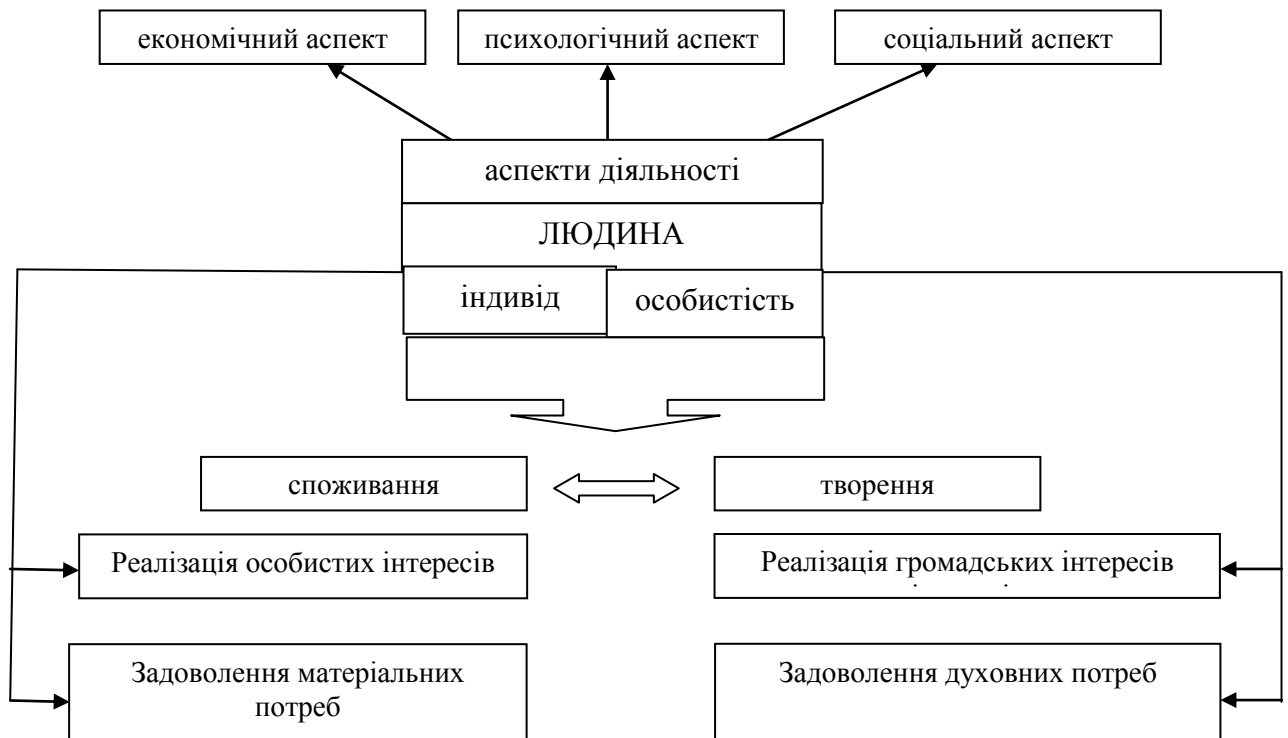 економічний аспект
психологічний аспект
соціальний аспект
аспекти діяльності
ЛЮДИНА
індивід
особистість
споживання
творення
Реалізація особистих інтересів
Реалізація громадських інтересів
Задоволення матеріальних
потреб
Задоволення духовних потреб